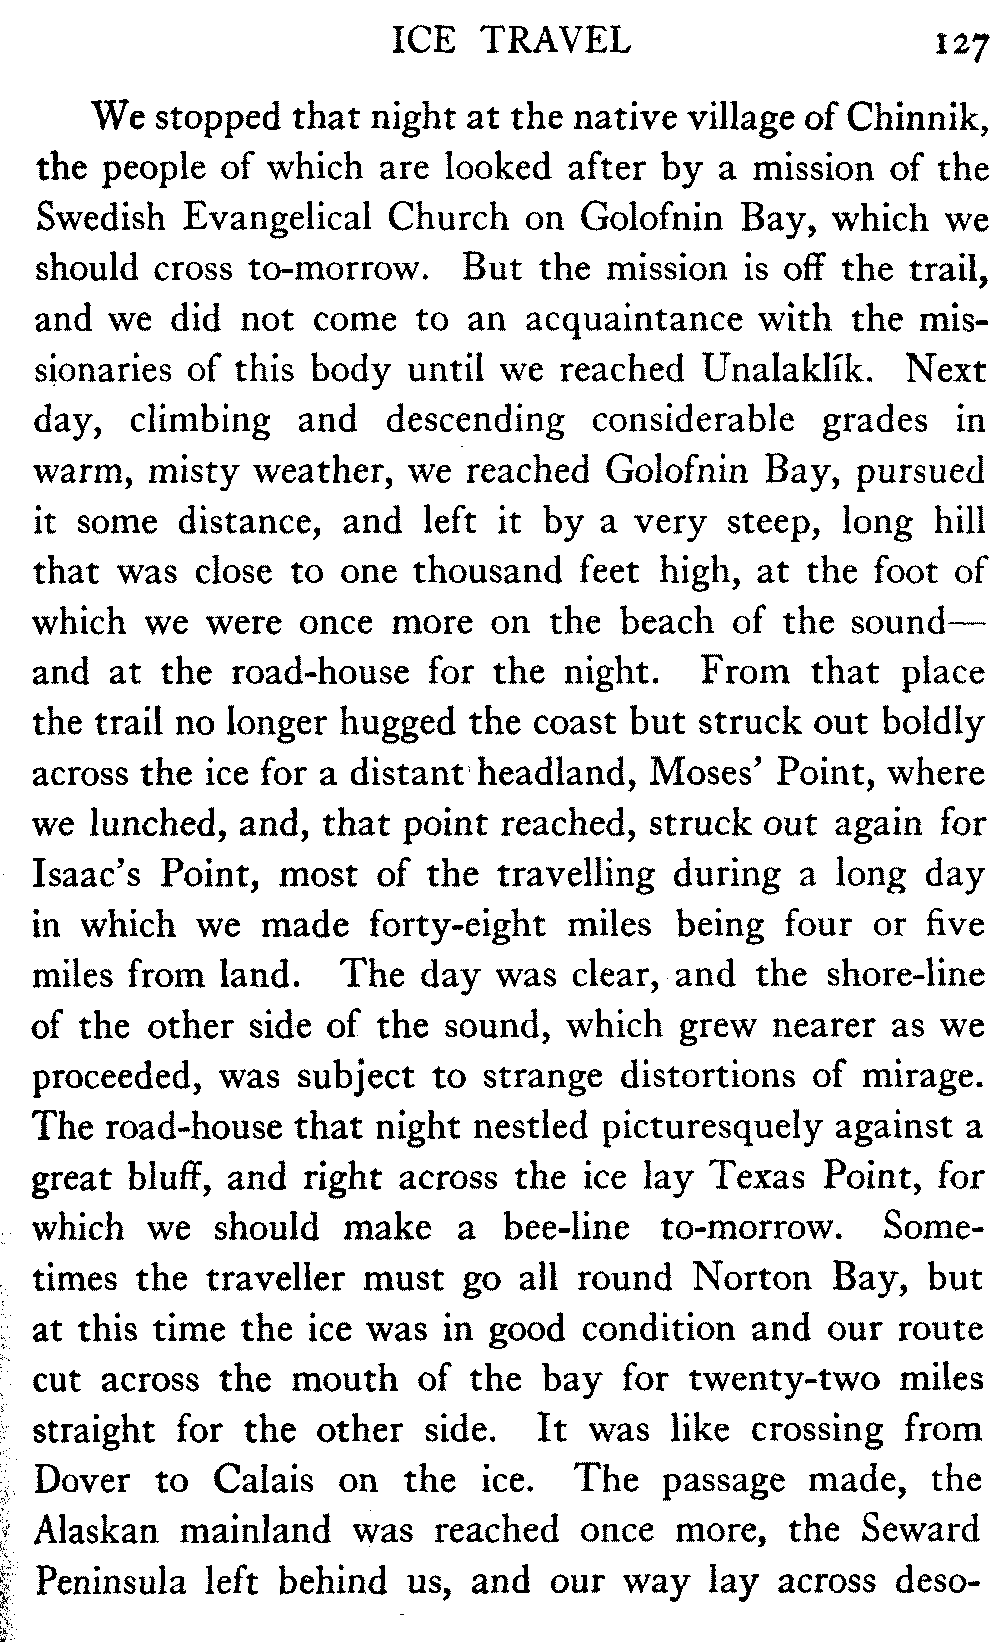 ICE TRAVEL 127
We stopped that night at the native village of Chinnik,
the people of which are looked after by a mission of the
Swedish Evangelical Church on Golofnin Bay, which we
should cross to-morrow. But the mission is off the trail,
and we did not come to an acquaintance with the mis-
sionaries of this body until we reached Unalaklík. Next
day, climbing and descending considerable grades in
warm, misty weather, we reached Golofnin Bay, pursued
it some distance, and left it by a very steep, long hill
that was close to one thousand feet high, at the foot of
which we were once more on the beach of the sound—
and at the road-house for the night. From that place
the trail no longer hugged the coast but struck out boldly
across the ice for a distant headland, Moses' Point, where
we lunched, and, that point reached, struck out again for
Isaac's Point, most of the travelling during a long day
in which we made forty-eight miles being four or five
miles from land. The day was clear, and the shore-line
of the other side of the sound, which grew nearer as we
proceeded, was subject to strange distortions of mirage.
The road-house that night nestled picturesquely against a
great bluff, and right across the ice lay Texas Point, for
which we should make a bee-line to-morrow. Some-
times the traveller must go all round Norton Bay, but
at this time the ice was in good condition and our route
cut across the mouth of the bay for twenty-two miles
straight for the other side. It was like crossing from
Dover to Calais on the ice. The passage made, the
Alaskan mainland was reached once more, the Seward
Peninsula left behind us, and our way lay across deso-